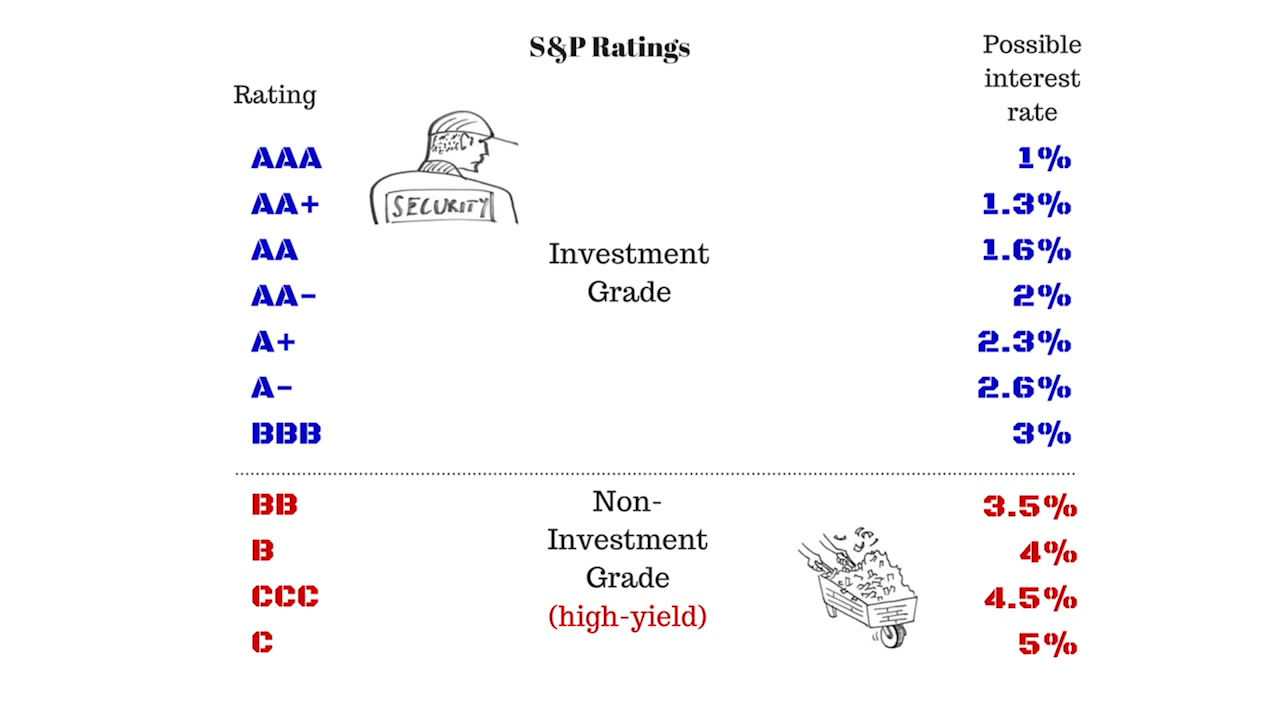 S&P Ratings
Possible
interest
rate
Rating
AAA 1%
SECURITY
AA+ 1.3%
AA 1.6%
Investment
Grade
AA- 2%
A+ 2.3%
A- 2.6%
BBB 3%
BB 3.5%
Non-
Investment
Grade
(high-yield)
B 4%
CCC 4.5%
C 5%